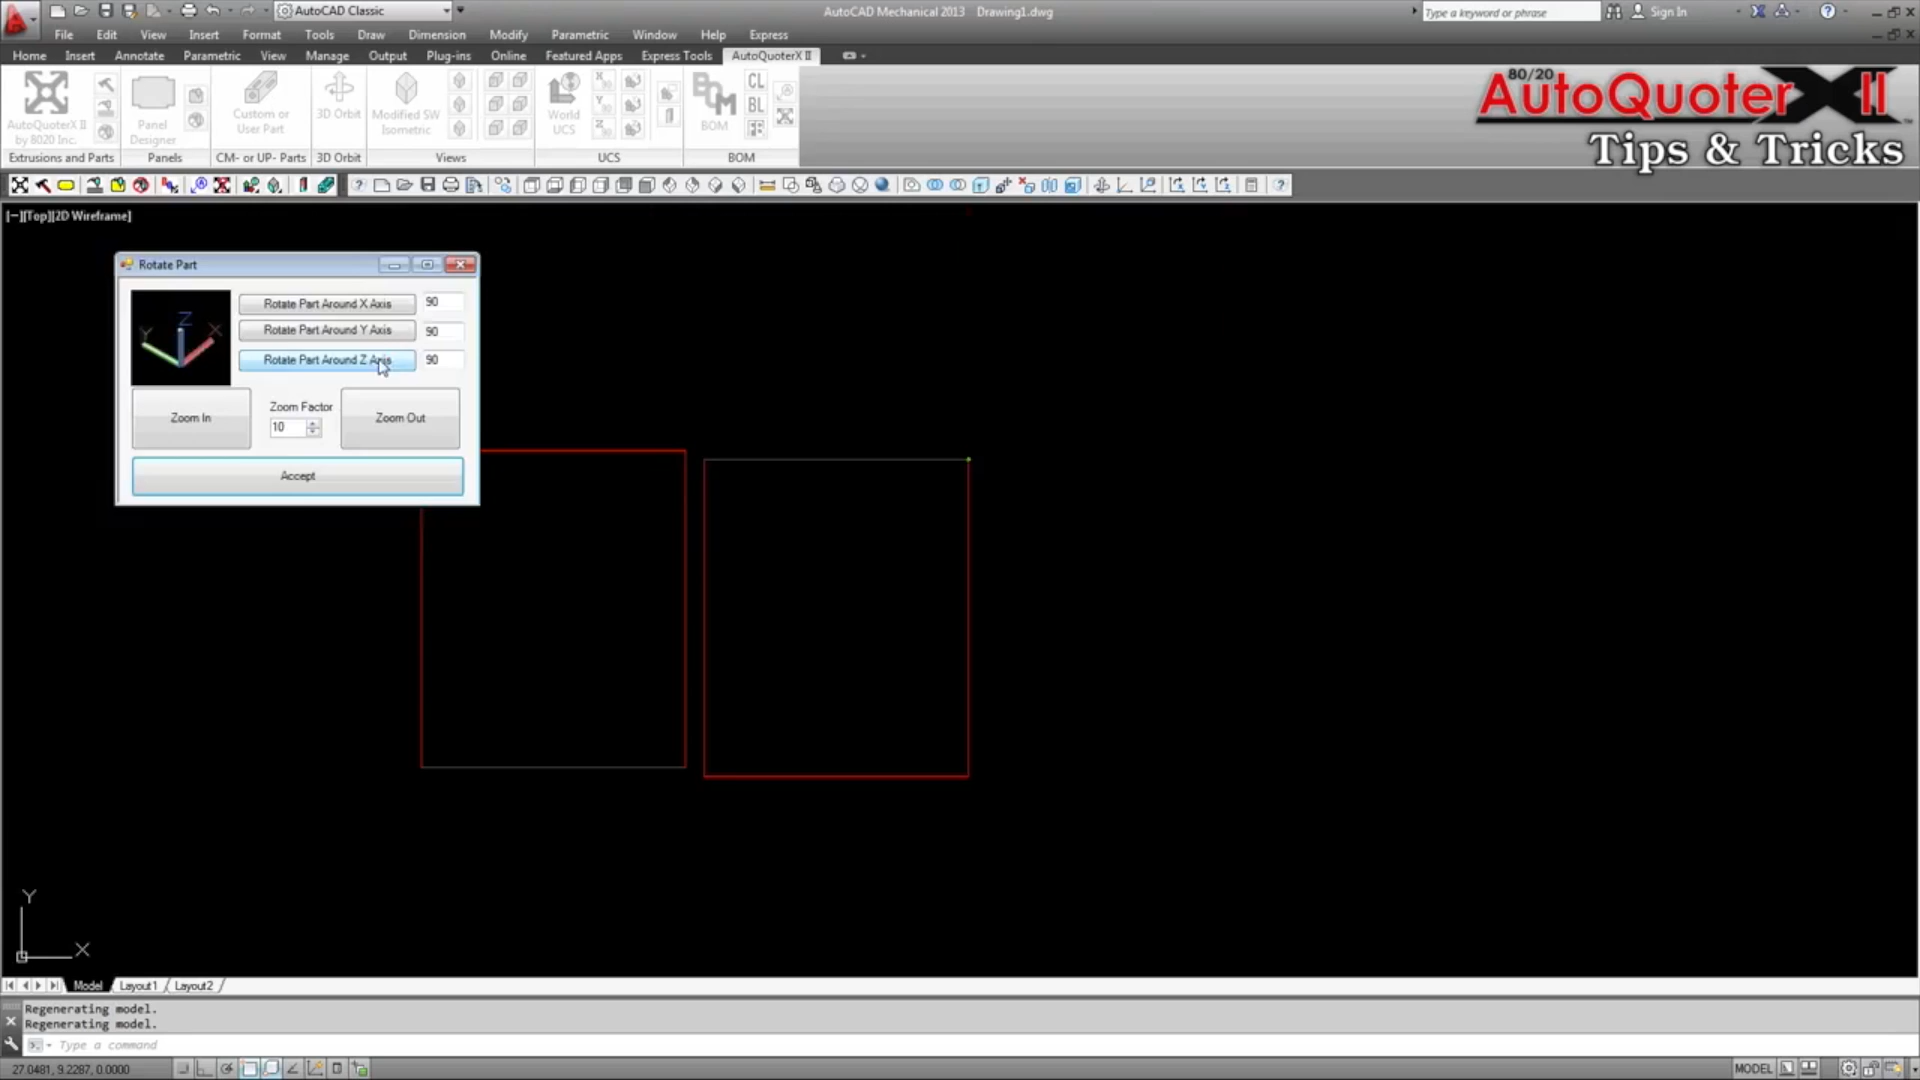 AutoCAD Classic
AutoCAD Mechanical 2013 Drawing1.dwg
Type a keyword or phrase
Sign In
File Edit View Insert Format Tools Draw Dimension Modify Parametric Window Help Express
Home Insert Annotate Parametric View Manage Output Plug-ins Online Featured Apps Express Tools AutoQuoterX II
AutoQuoterX II
by 8020 Inc.
Panel
Designer
Custom or
User Part
3D Orbit
Modified SW
Isometric
World
UCS
BOM
BOM
CL
BL
Extrusions and Parts
Panels
CM- or UP- Parts
3D Orbit
Views
UCS
BOM
80/20
AutoQuoter X II
Tips & Tricks
[−][Top][2D Wireframe]
Rotate Part
X
Y
Z
Rotate Part Around X Axis 90
Rotate Part Around Y Axis 90
Rotate Part Around Z Axis 90
Zoom In
Zoom Factor
10
Zoom Out
Accept
Y
X
Model Layout1 Layout2
Regenerating model.
Regenerating model.
Type a command
27.0481, 9.2287, 0.0000
MODEL